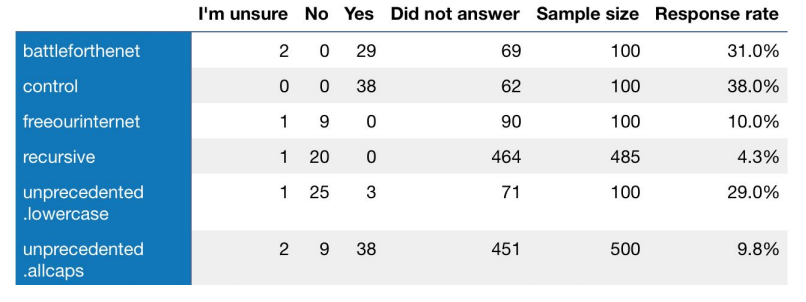 I'm unsure No Yes Did not answer Sample size Response rate
battleforthenet 2 0 29 69 100 31.0%
control 0 0 38 62 100 38.0%
freeourinternet 1 9 0 90 100 10.0%
recursive 1 20 0 464 485 4.3%
unprecedented 1 25 3 71 100 29.0%
.lowercase
unprecedented 2 9 38 451 500 9.8%
.allcaps